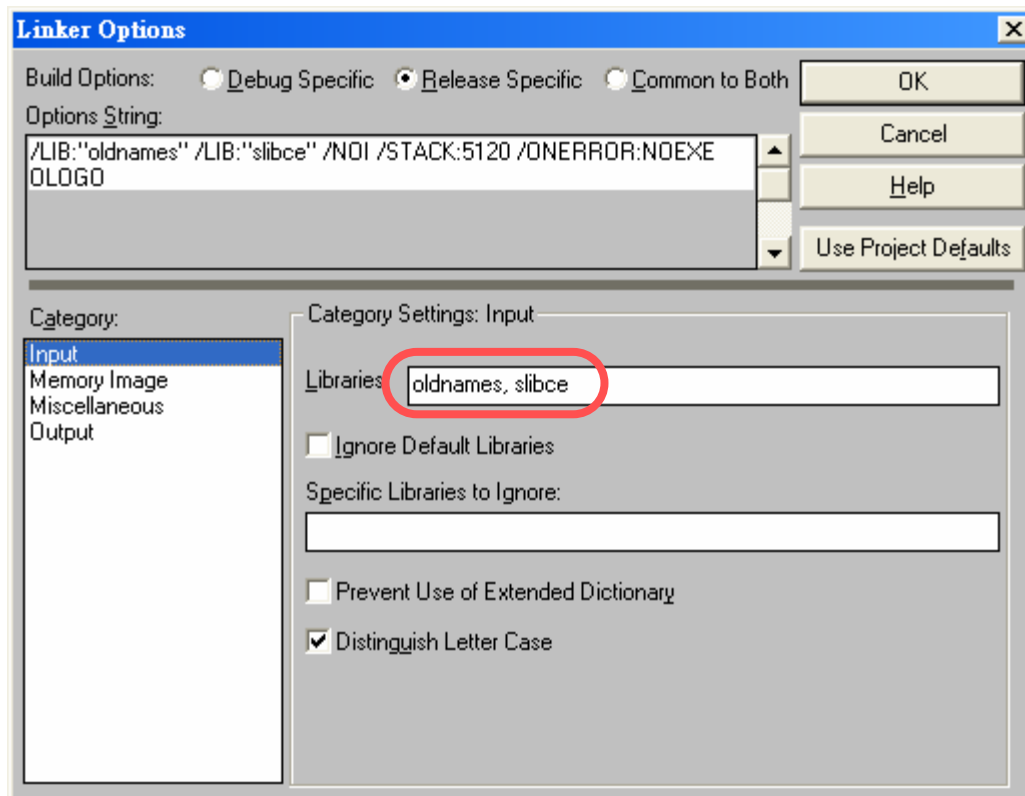 Linker Options
Build Options: Debug Specific Release Specific Common to Both
Options String:
/LIB:"oldnames" /LIB:"slibce" /NOI /STACK:5120 /ONERROR:NOEXE
OLOGO
OK
Cancel
Help
Use Project Defaults
Category:
Input
Memory Image
Miscellaneous
Output
Category Settings: Input
Libraries oldnames, slibce
Ignore Default Libraries
Specific Libraries to Ignore:
Prevent Use of Extended Dictionary
Distinguish Letter Case